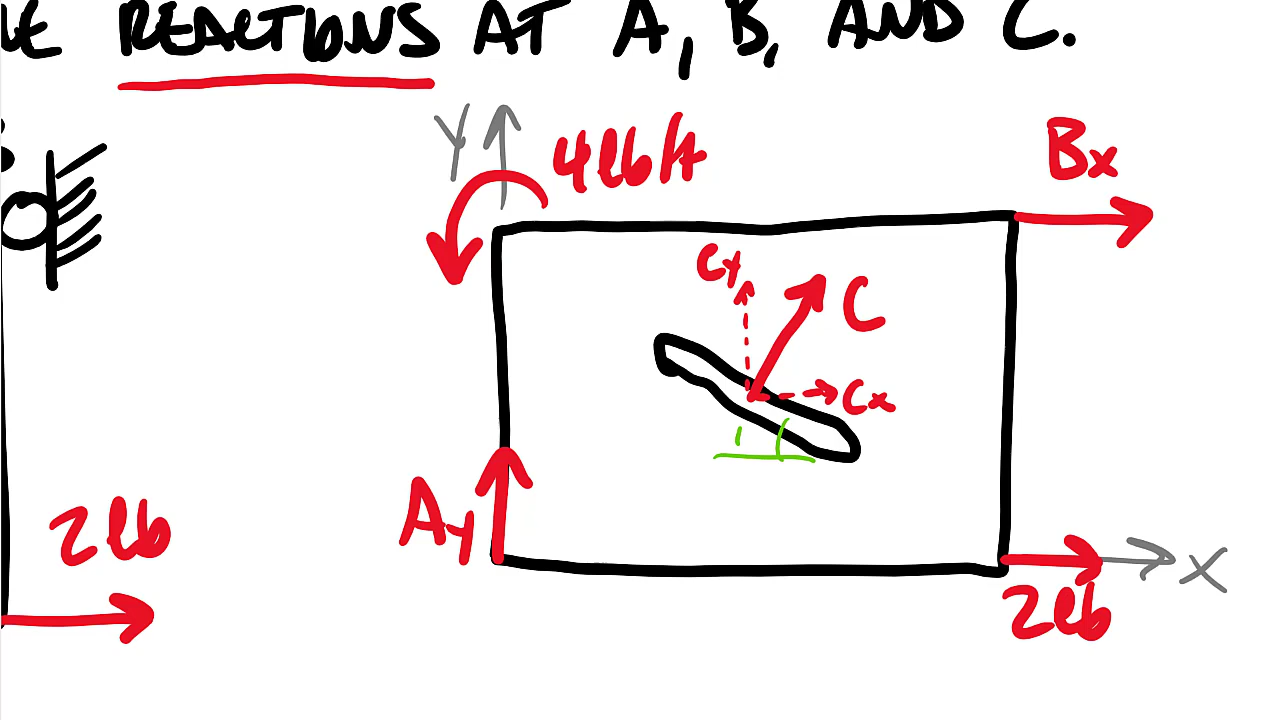 REACTIONS AT A, B, AND C.
Y
4lbft
Bx
Cy
C
Cx
Ay
2lb
X
2lb